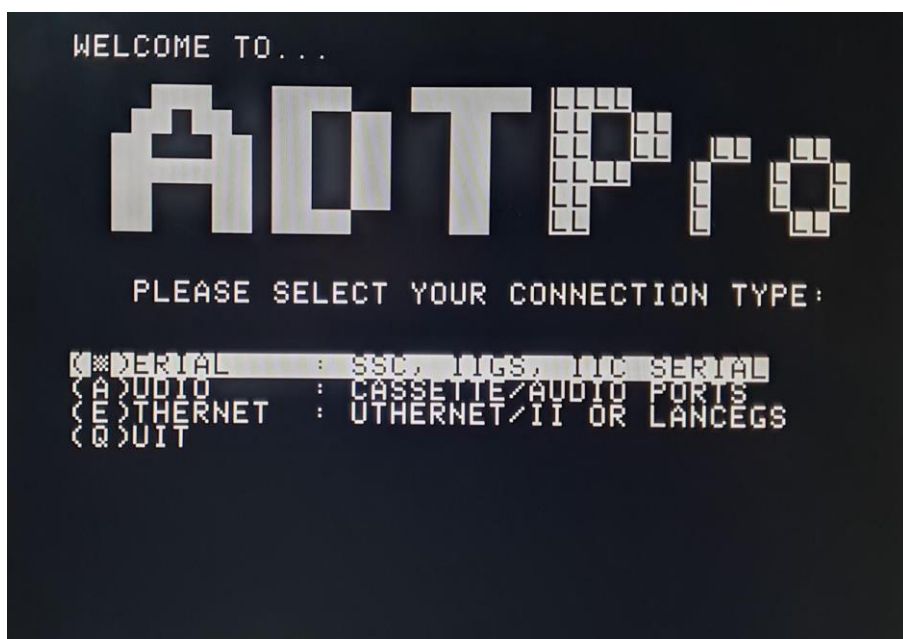 WELCOME TO...
ADTPro
PLEASE SELECT YOUR CONNECTION TYPE:
(※)ERIAL : SSC, IIGS, IIC SERIAL
(A)UDIO : CASSETTE/AUDIO PORTS
(E)THERNET : UTHERNET/II OR LANCEGS
(Q)UIT